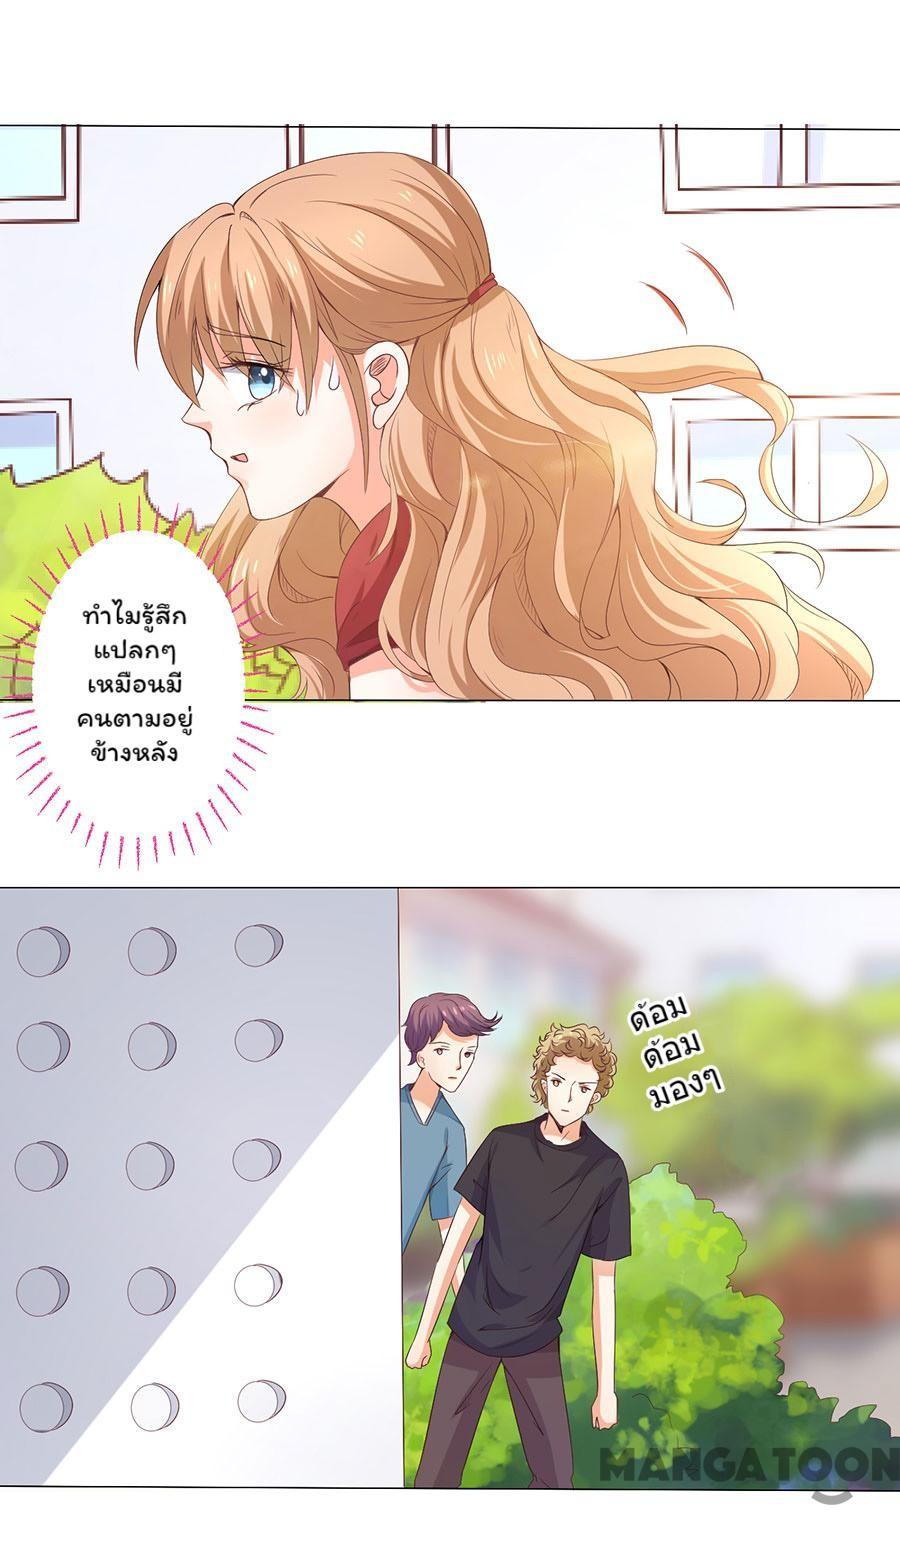 ทำไมรู้สึก
แปลกๆ
เหมือนมี
คนตามอยู่
ข้างหลัง
ด้อม
ด้อม
มองๆ
MANGATOON